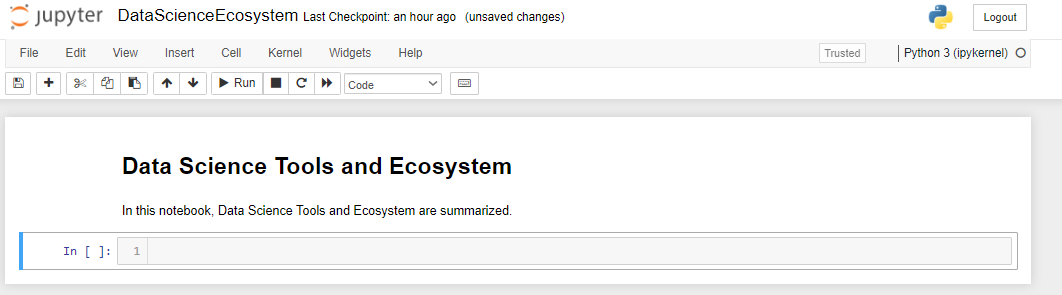 jupyter DataScienceEcosystem Last Checkpoint: an hour ago (unsaved changes) Logout
File Edit View Insert Cell Kernel Widgets Help Trusted Python 3 (ipykernel)
Run Code
Data Science Tools and Ecosystem
In this notebook, Data Science Tools and Ecosystem are summarized.
In [ ]: 1